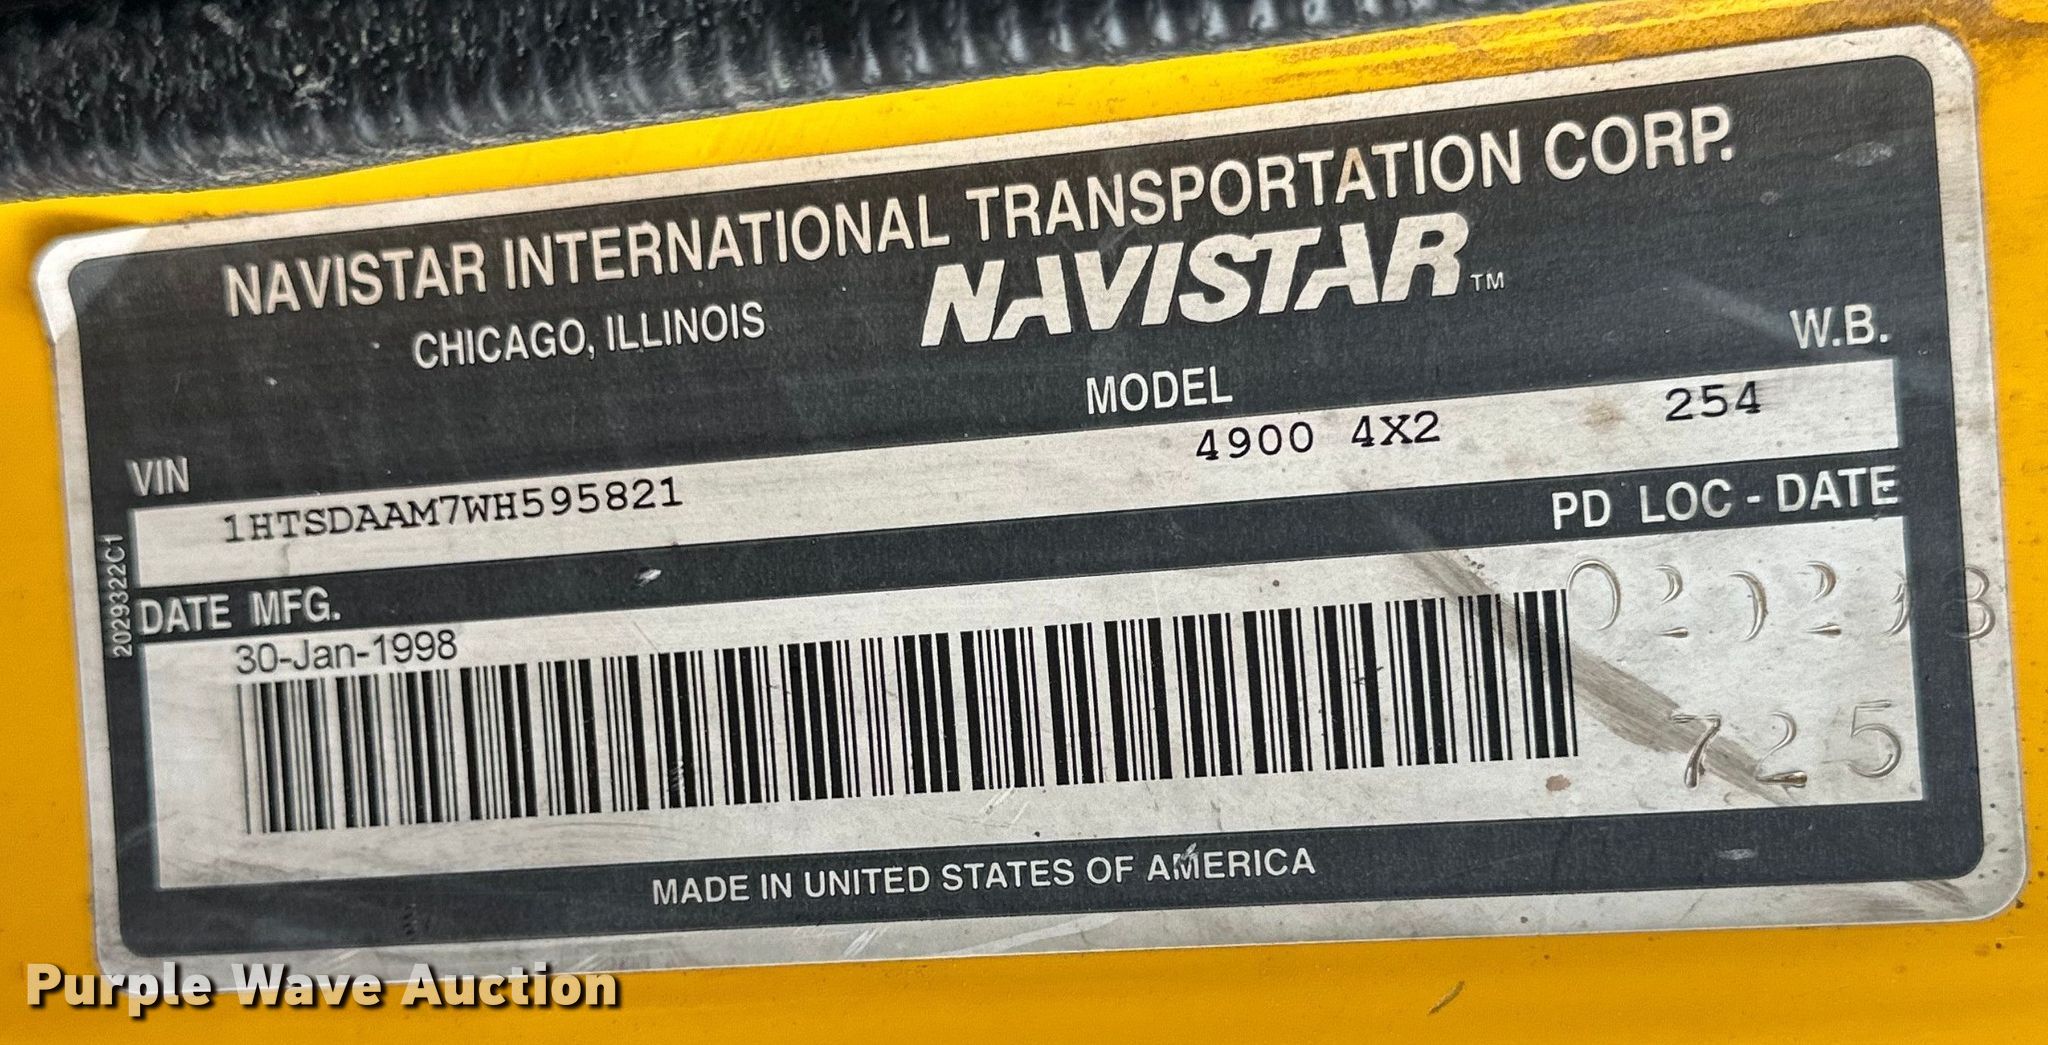 NAVISTAR INTERNATIONAL TRANSPORTATION CORP.
CHICAGO, ILLINOIS
NAVISTAR™
MODEL
W.B.
VIN
1HTSDAAM7WH595821
4900 4X2
254
PD LOC - DATE
2029322C1
DATE MFG.
30-Jan-1998
725
MADE IN UNITED STATES OF AMERICA
Purple Wave Auction